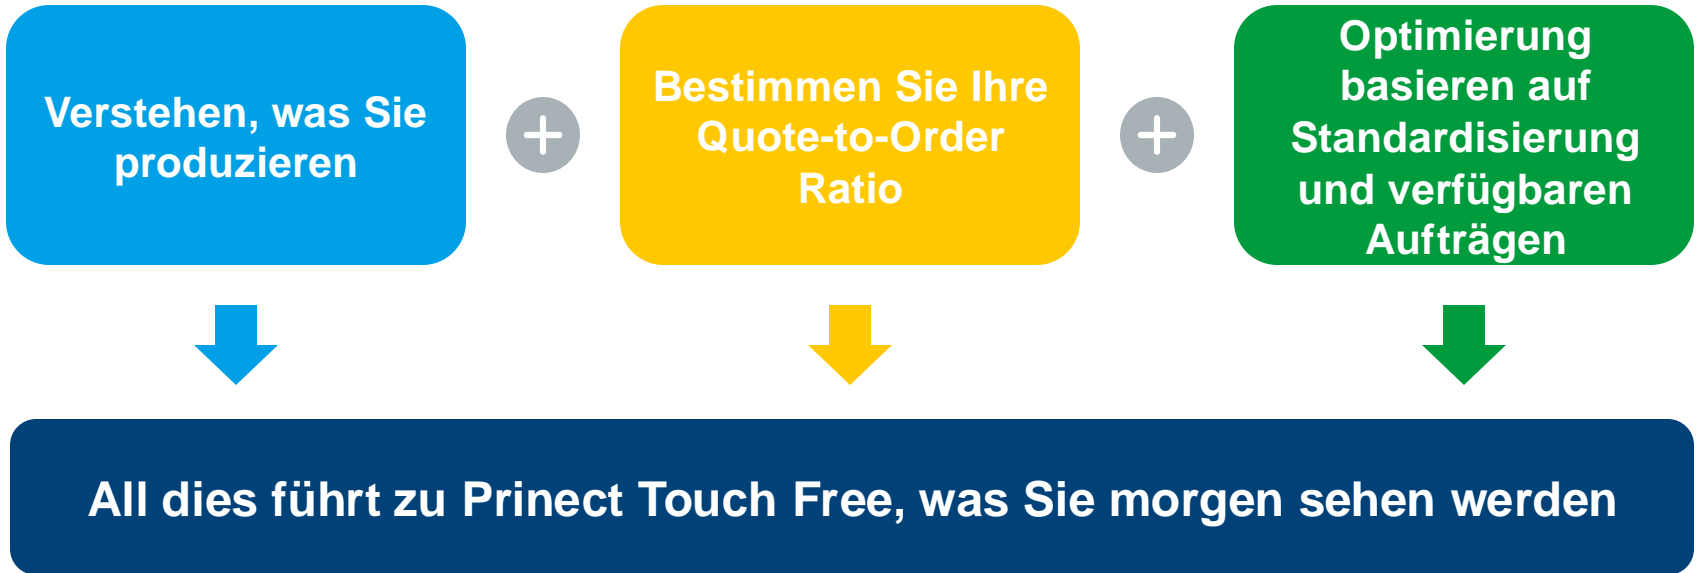 Verstehen, was Sie
produzieren
Bestimmen Sie Ihre
Quote-to-Order
Ratio
Optimierung
basieren auf
Standardisierung
und verfügbaren
Aufträgen
All dies führt zu Prinect Touch Free, was Sie morgen sehen werden